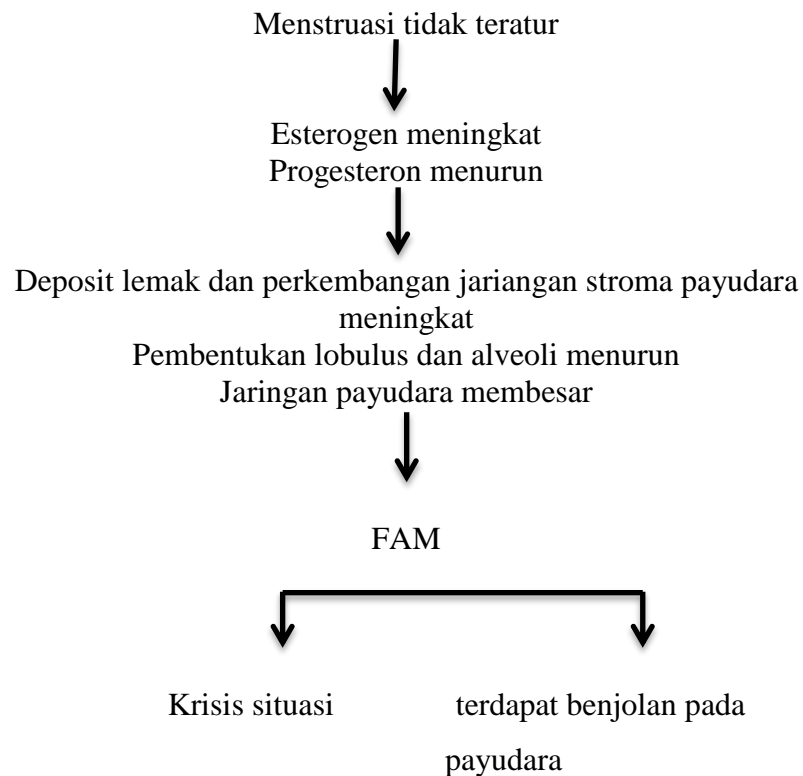 Menstruasi tidak teratur
Esterogen meningkat
Progesteron menurun
Deposit lemak dan perkembangan jariangan stroma payudara
meningkat
Pembentukan lobulus dan alveoli menurun
Jaringan payudara membesar
FAM
Krisis situasi
terdapat benjolan pada
payudara